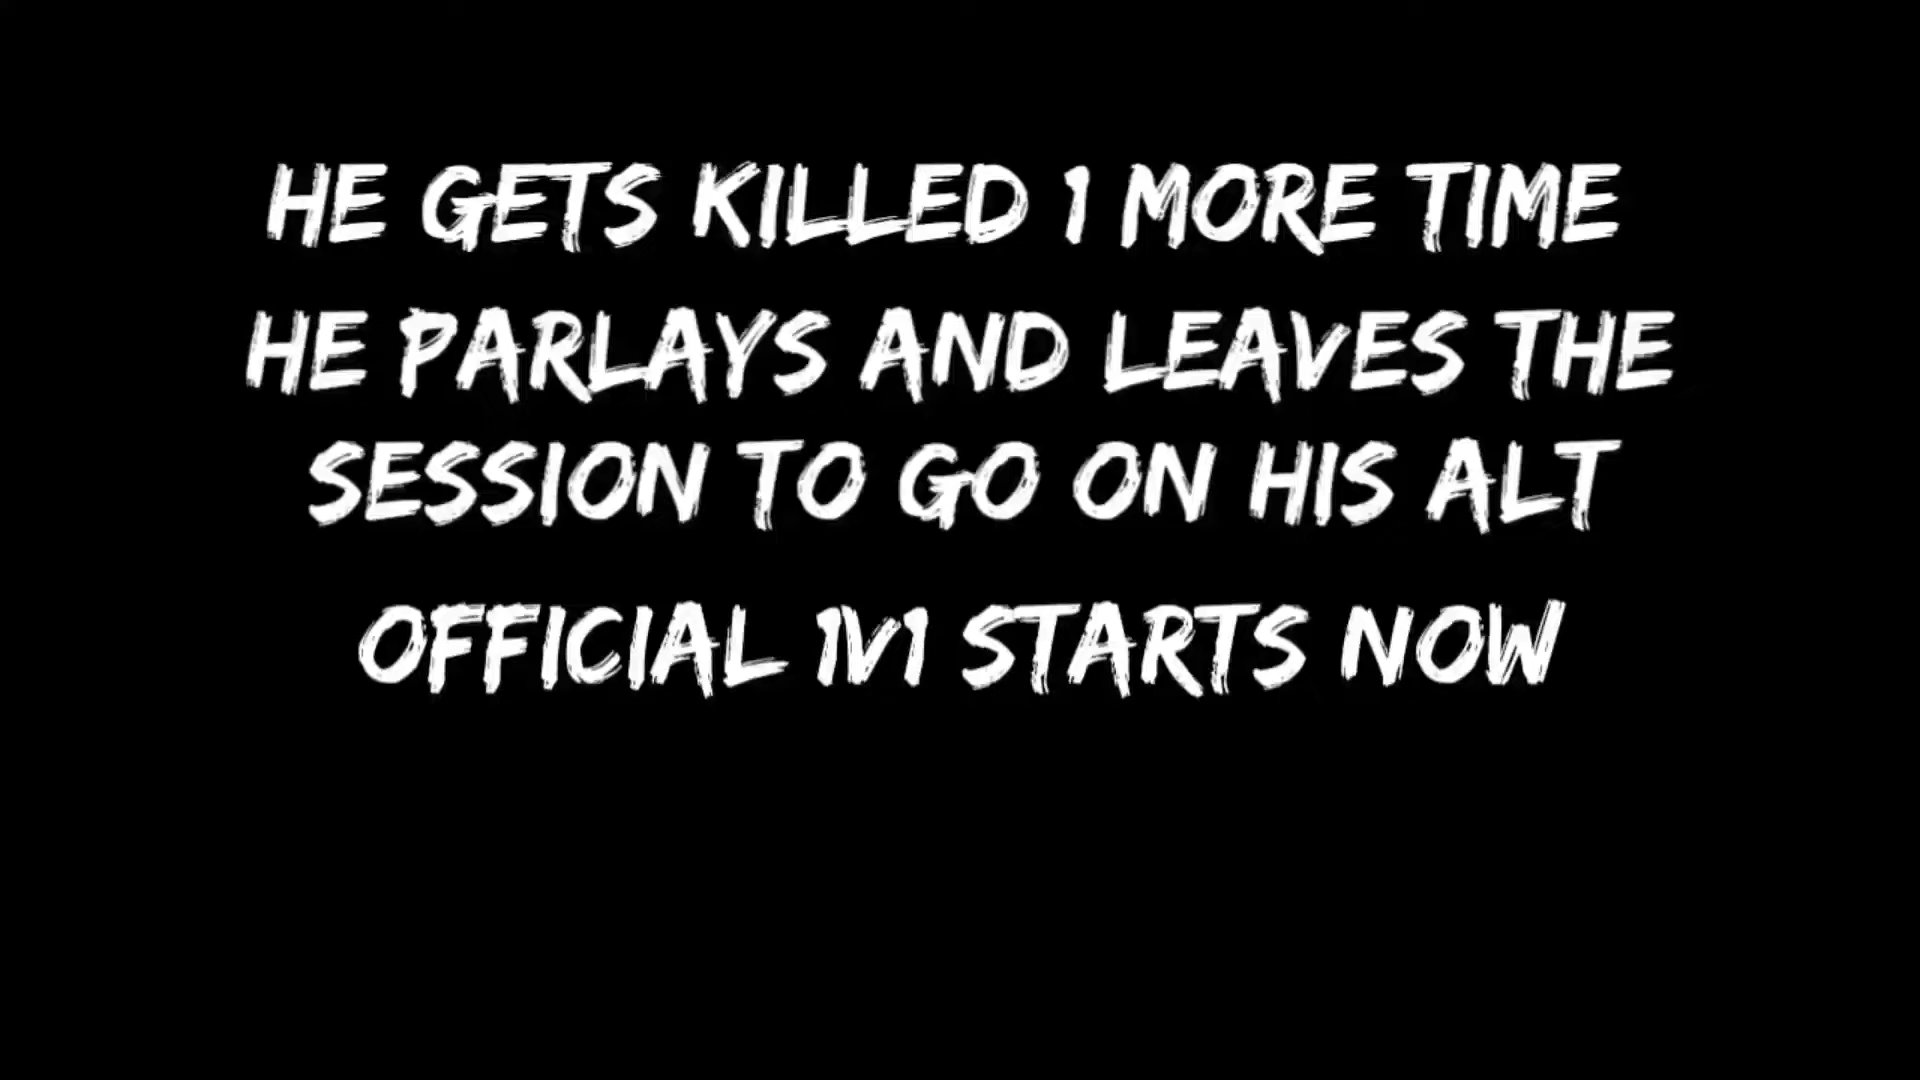 HE GETS KILLED 1 MORE TIME
HE PARLAYS AND LEAVES THE
SESSION TO GO ON HIS ALT
OFFICIAL 1V1 STARTS NOW